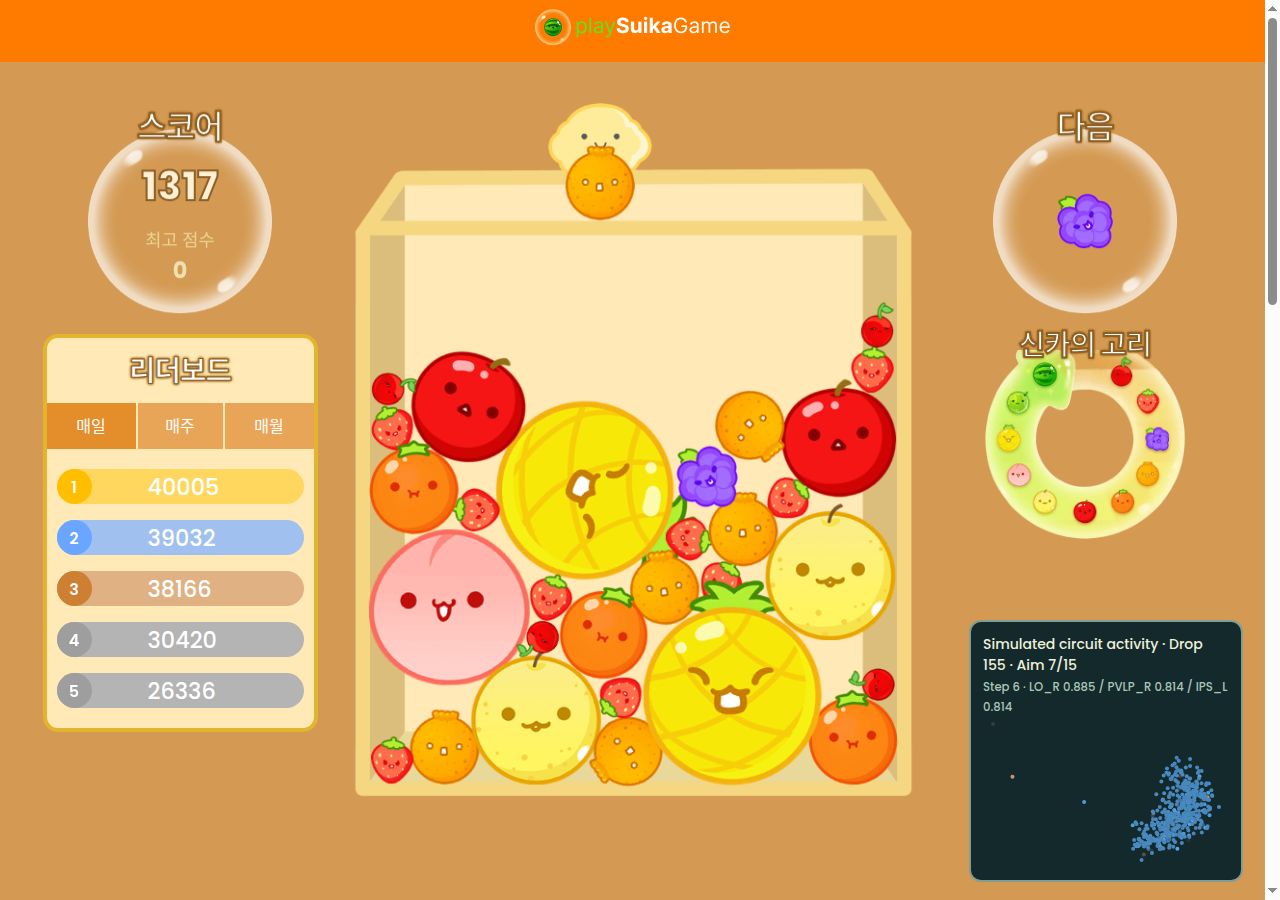 playSuikaGame
스코어
1317
최고 점수
0
다음
신카의 고리
리더보드
매일 매주 매월
1 40005
2 39032
3 38166
4 30420
5 26336
Simulated circuit activity · Drop
155 · Aim 7/15
Step 6 · LO_R 0.885 / PVLP_R 0.814 / IPS_L
0.814